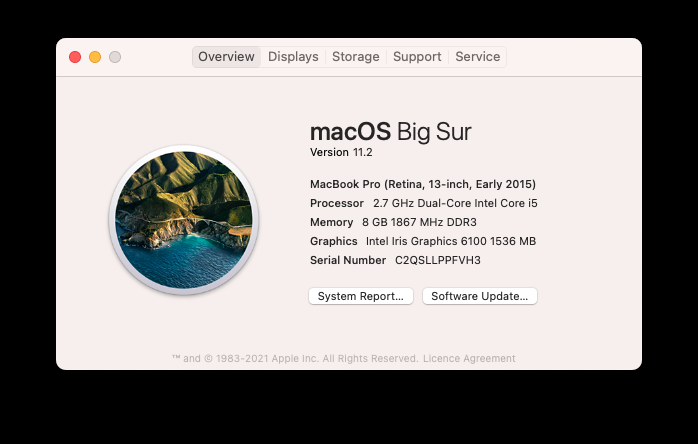 Overview Displays Storage Support Service
macOS Big Sur
Version 11.2
MacBook Pro (Retina, 13-inch, Early 2015)
Processor 2.7 GHz Dual-Core Intel Core i5
Memory 8 GB 1867 MHz DDR3
Graphics Intel Iris Graphics 6100 1536 MB
Serial Number C2QSLLPPFVH3
System Report... Software Update...
™ and © 1983-2021 Apple Inc. All Rights Reserved. Licence Agreement